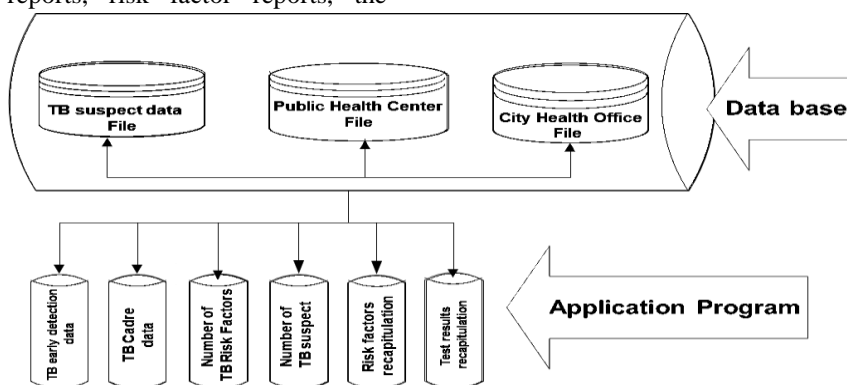 reports, risk factor reports, the
TB suspect data
File
Public Health Center
File
City Health Office
File
Data base
TB early detection
data
TB Cadre
data
Number of
TB Risk Factors
Number of
TB suspect
Risk factors
recapitulation
Test results
recapitulation
Application Program